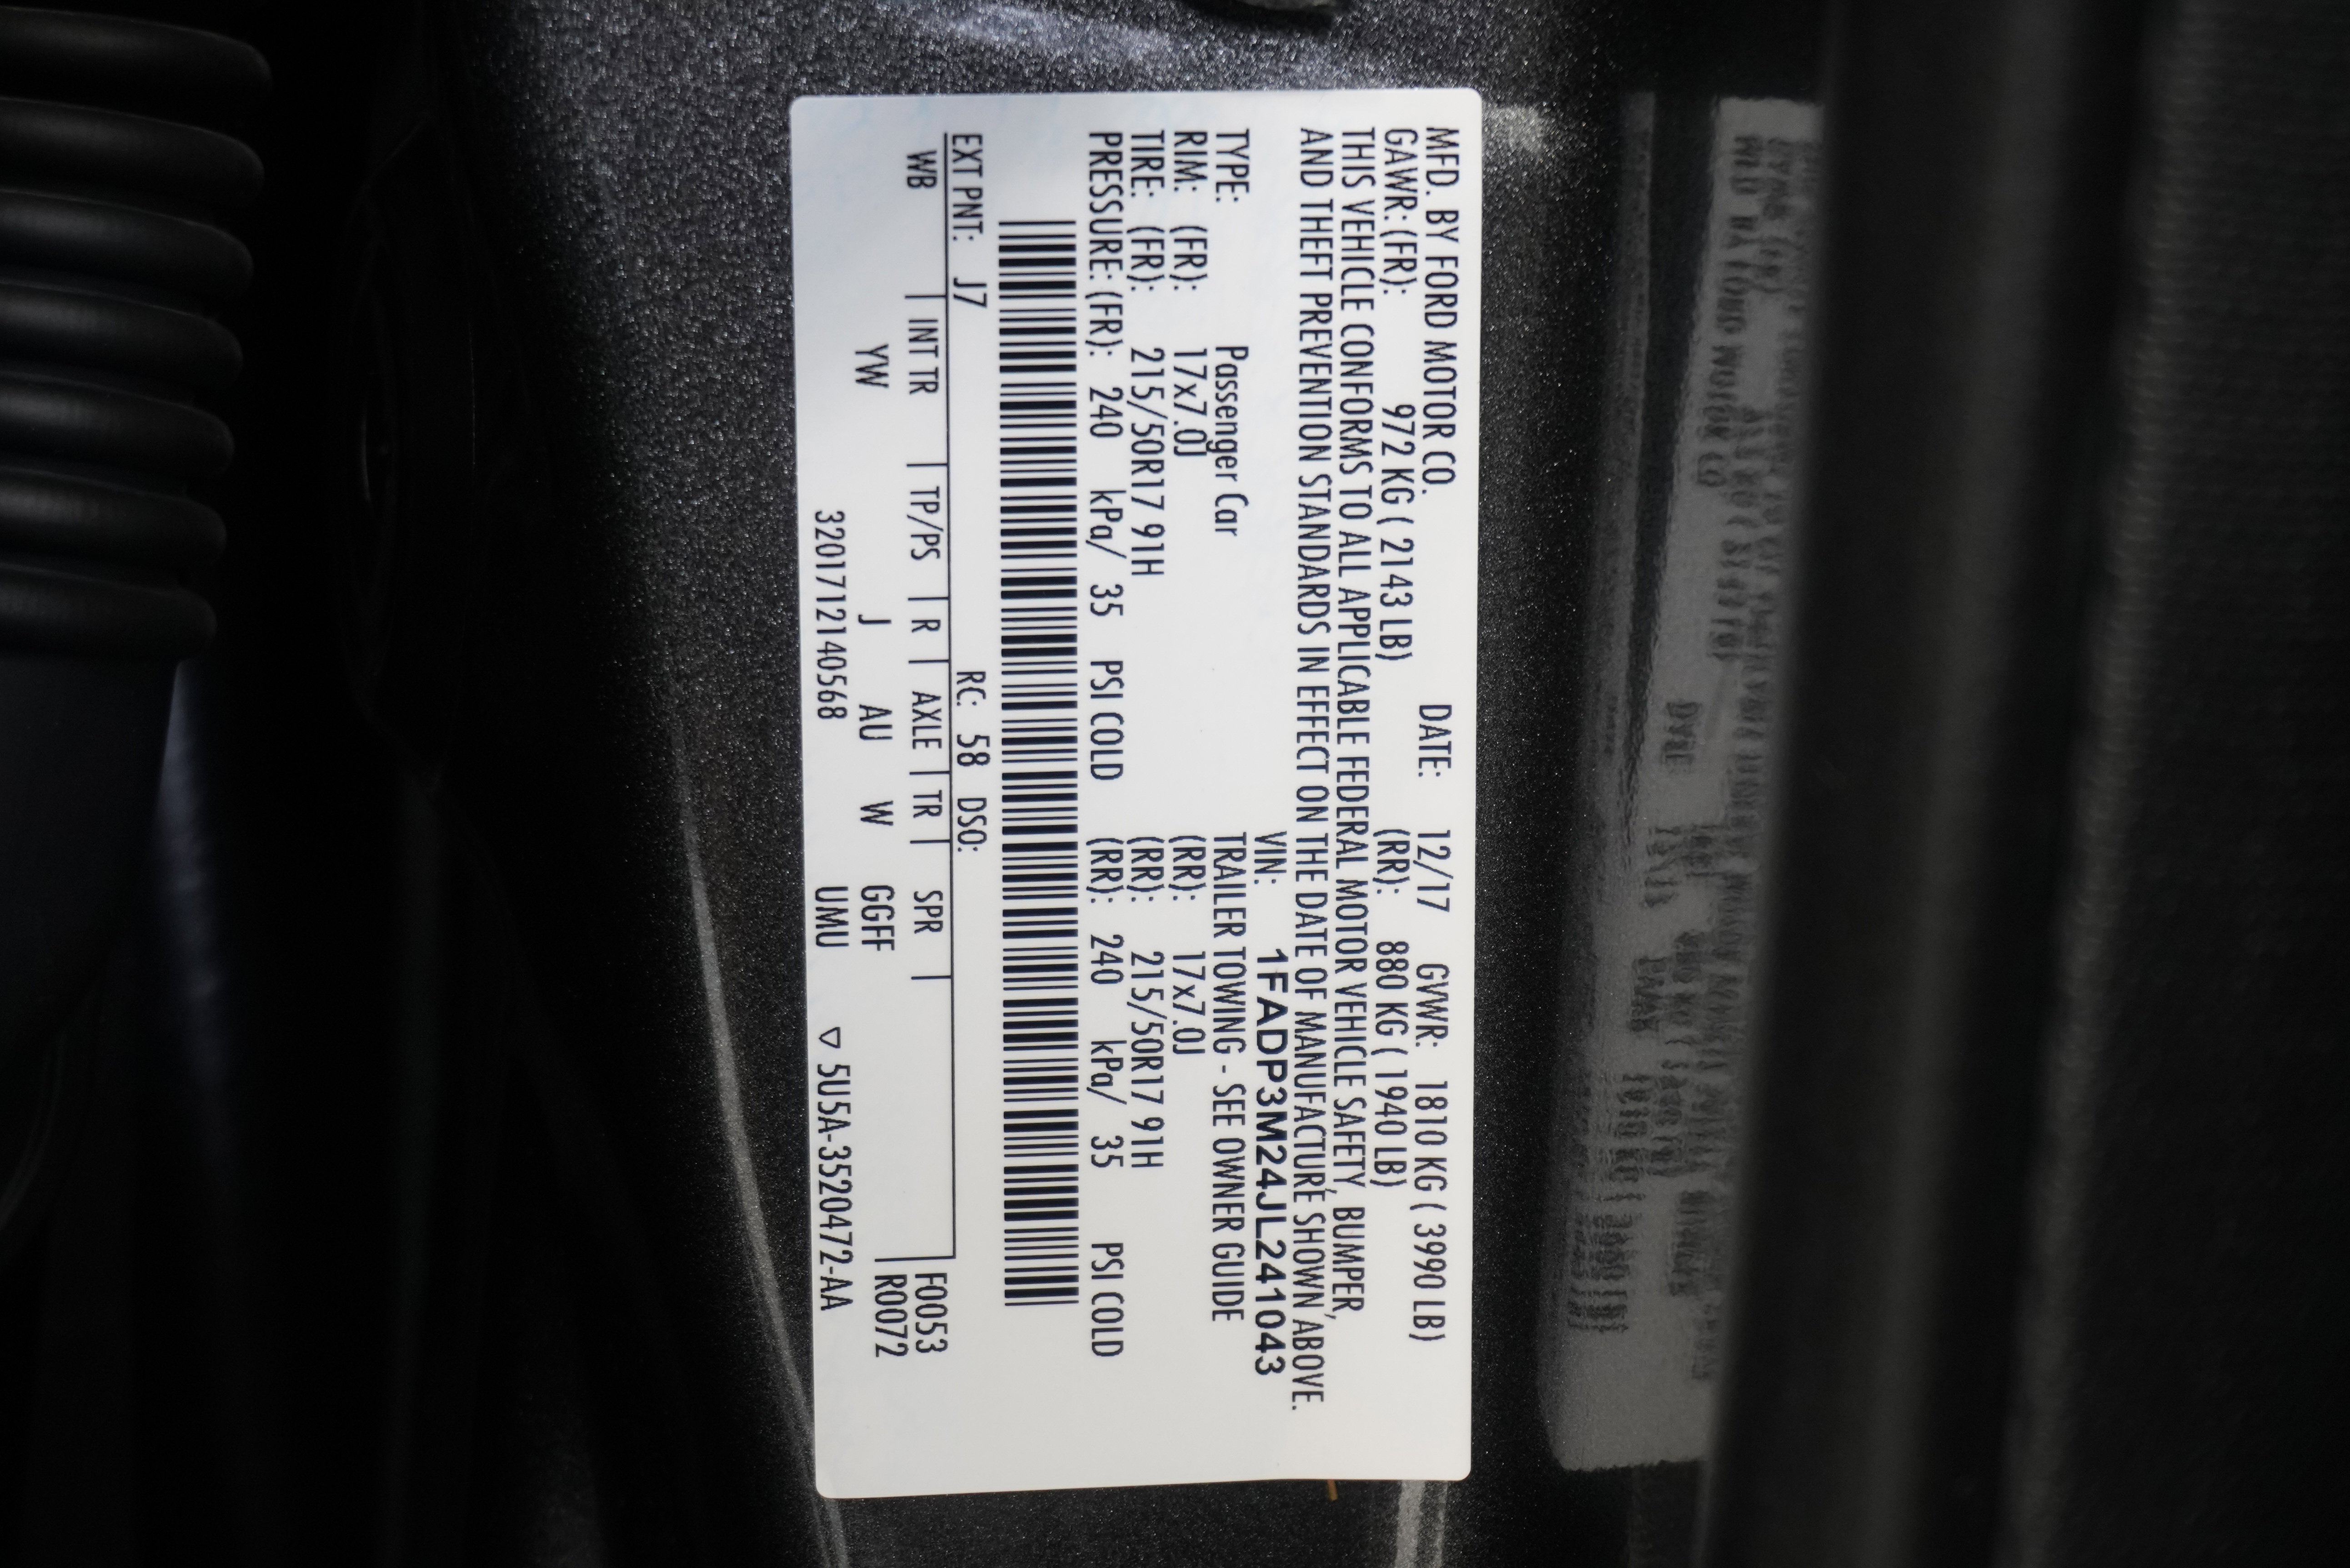 MFD. BY FORD MOTOR CO. DATE: 12/17 GVWR: 1810 KG ( 3990 LB)
GAWR: (FR): 972 KG ( 2143 LB) (RR): 880 KG ( 1940 LB)
THIS VEHICLE CONFORMS TO ALL APPLICABLE FEDERAL MOTOR VEHICLE SAFETY, BUMPER,
AND THEFT PREVENTION STANDARDS IN EFFECT ON THE DATE OF MANUFACTURE SHOWN ABOVE.
VIN: 1FADP3M24JL241043
TYPE: Passenger Car TRAILER TOWING - SEE OWNER GUIDE
RIM: (FR): 17x7.0J (RR): 17x7.0J
TIRE: (FR): 215/50R17 91H (RR): 215/50R17 91H
PRESSURE: (FR): 240 kPa/ 35 PSI COLD (RR): 240 kPa/ 35 PSI COLD
EXT PNT: J7 RC: 58 DSO: F0053
WB INT TR TP/PS R AXLE TR SPR R0072
YW J AU W GGFF
3201712140568 UMU ▽ 5U5A-3520472-AA